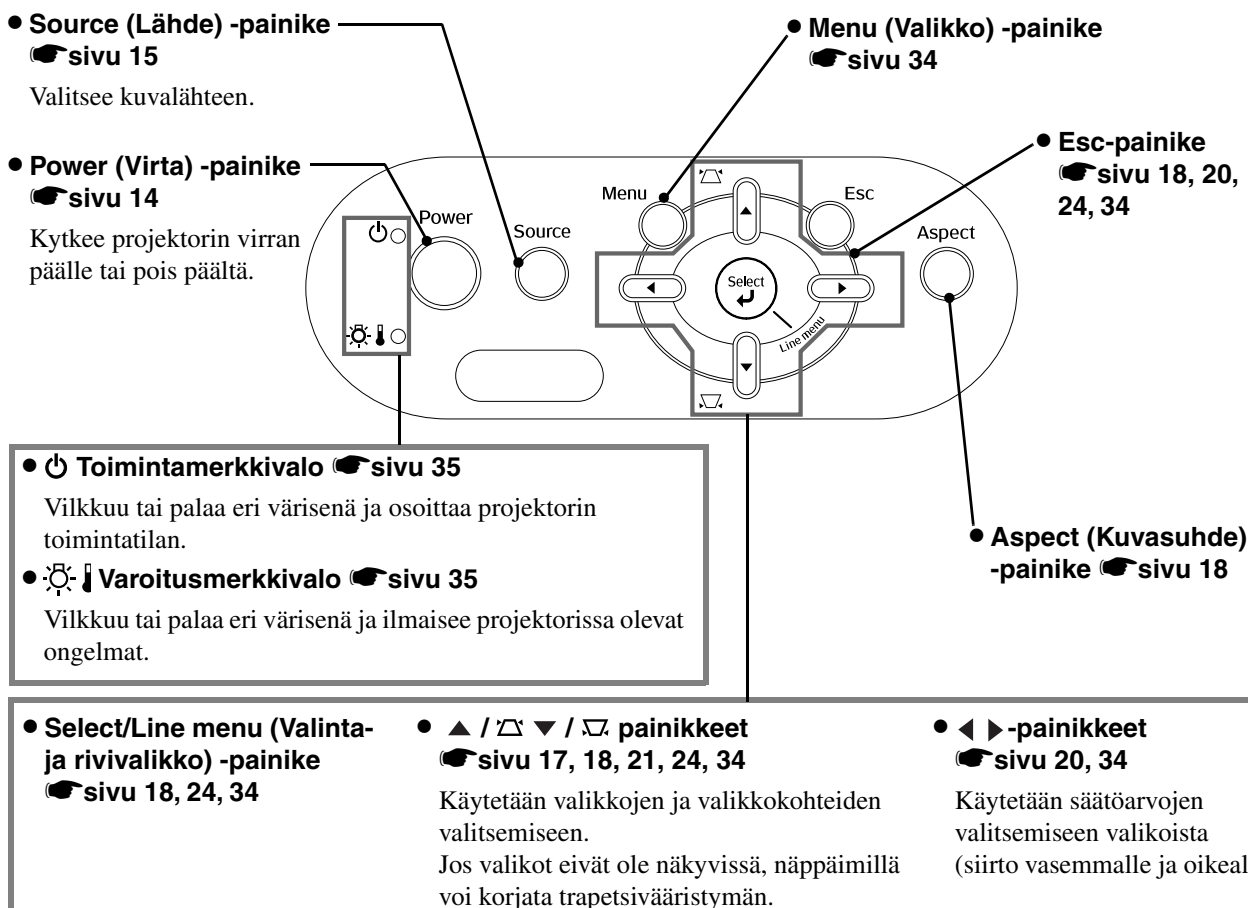 ● Source (Lähde) -painike
☛sivu 15
Valitsee kuvalähteen.
● Power (Virta) -painike
☛sivu 14
Kytkee projektorin virran
päälle tai pois päältä.
● Menu (Valikko) -painike
☛sivu 34
● Esc-painike
☛sivu 18, 20,
24, 34
Power
Source
Menu
Esc
Aspect
Select
Line menu
● Aspect (Kuvasuhde)
-painike ☛sivu 18
● ⏻ Toimintamerkkivalo ☛sivu 35
Vilkkuu tai palaa eri värisenä ja osoittaa projektorin
toimintatilan.
● Varoitusmerkkivalo ☛sivu 35
Vilkkuu tai palaa eri värisenä ja ilmaisee projektorissa olevat
ongelmat.
● Select/Line menu (Valinta-
ja rivivalikko) -painike
☛sivu 18, 24, 34
● ▲ / ▼ / painikkeet
☛sivu 17, 18, 21, 24, 34
Käytetään valikkojen ja valikkokohteiden
valitsemiseen.
Jos valikot eivät ole näkyvissä, näppäimillä
voi korjata trapetsivääristymän.
● ◀ ▶-painikkeet
☛sivu 20, 34
Käytetään säätöarvojen
valitsemiseen valikoista
(siirto vasemmalle ja oikeal